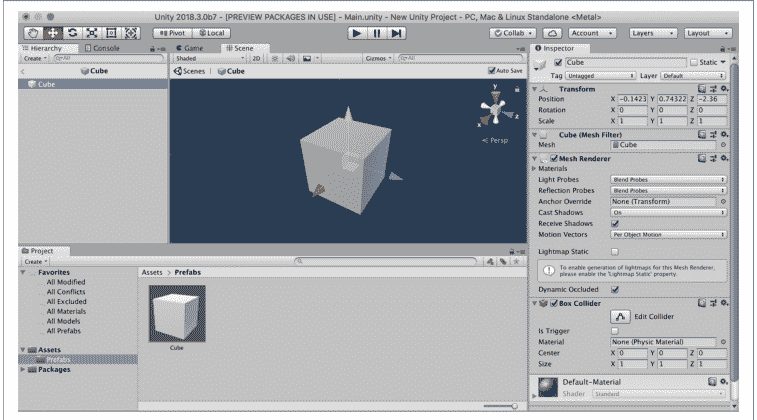 Unity 2018.3.0b7 - [PREVIEW PACKAGES IN USE] - Main.unity - New Unity Project - PC, Mac & Linux Standalone <Metal>
Pivot Local Collab Account Layers Layout
Hierarchy Console
Create All
Cube
Cube
Game Scene
Shaded 2D Gizmos All
Scenes Cube Auto Save
y
x z
Persp
Inspector
Cube Static
Tag Untagged Layer Default
Transform
Position X -0.1423 Y 0.74322 Z -2.36
Rotation X 0 Y 0 Z 0
Scale X 1 Y 1 Z 1
Cube (Mesh Filter)
Mesh Cube
Mesh Renderer
Materials
Light Probes Blend Probes
Reflection Probes Blend Probes
Anchor Override None (Transform)
Cast Shadows On
Receive Shadows
Motion Vectors Per Object Motion
Lightmap Static
To enable generation of lightmaps for this Mesh Renderer,
please enable the 'Lightmap Static' property.
Dynamic Occluded
Box Collider
Edit Collider
Is Trigger
Material None (Physic Material)
Center X 0 Y 0 Z 0
Size X 1 Y 1 Z 1
Default-Material
Shader Standard
Project
Create
Favorites
All Modified
All Conflicts
All Excluded
All Materials
All Models
All Prefabs
Assets
Prefabs
Packages
Assets > Prefabs
Cube